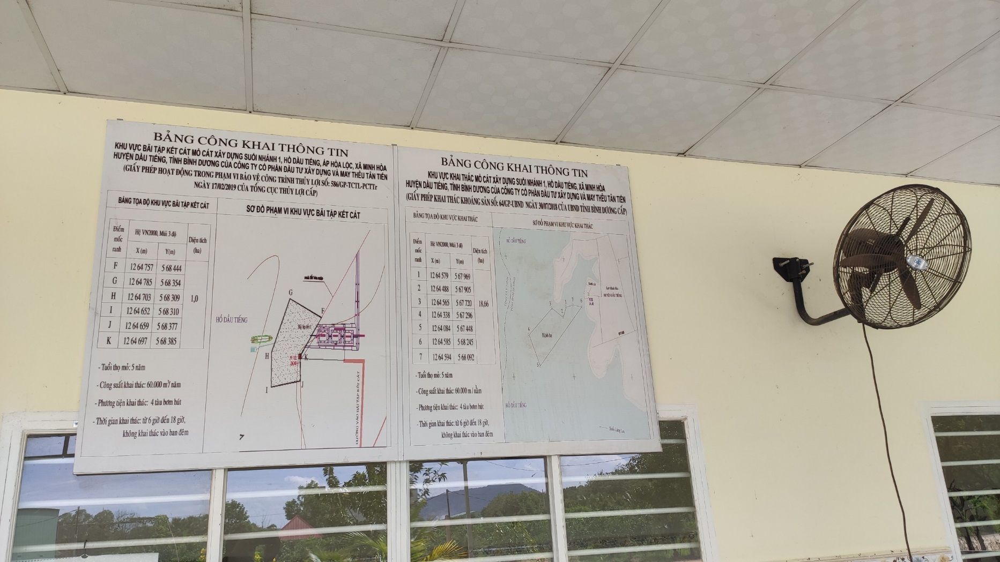 BẢNG CÔNG KHAI THÔNG TIN
KHU VỰC BÃI TẬP KẾT CÁT MỎ CÁT XÂY DỰNG SUỐI NHÁNH 1, HỒ DẦU TIẾNG, ẤP HÒA LỘC, XÃ MINH HÒA
HUYỆN DẦU TIẾNG, TỈNH BÌNH DƯƠNG CỦA CÔNG TY CỔ PHẦN ĐẦU TƯ XÂY DỰNG VÀ MAY THÊU TÂN TIẾN
(GIẤY PHÉP HOẠT ĐỘNG TRONG PHẠM VI BẢO VỆ CÔNG TRÌNH THỦY LỢI SỐ: 586/GP-TCTL-PCTTr
NGÀY 17/02/2019 CỦA TỔNG CỤC THỦY LỢI CẤP)
BẢNG TỌA ĐỘ KHU VỰC BÃI TẬP KẾT CÁT
SƠ ĐỒ PHẠM VI KHU VỰC BÃI TẬP KẾT CÁT
Điểm mốc ranh Hệ VN2000, Múi 3 độ Diện tích (ha)
X (m) Y(m)
F 12 64 757 5 68 444
G 12 64 785 5 68 354
H 12 64 703 5 68 309 1,0
I 12 64 652 5 68 310
J 12 64 659 5 68 377
K 12 64 697 5 68 385
- Tuổi thọ mỏ: 5 năm
- Công suất khai thác: 60.000 m³/ năm
- Phương tiện khai thác: 4 tàu bơm hút
- Thời gian khai thác: từ 6 giờ đến 18 giờ,
không khai thác vào ban đêm
G
F
HỒ DẦU TIẾNG
H
K
I
J
ĐƯỜNG VÀO BÃI TẬP KẾT CÁT
BẢNG CÔNG KHAI THÔNG TIN
KHU VỰC KHAI THÁC MỎ CÁT XÂY DỰNG SUỐI NHÁNH 1, HỒ DẦU TIẾNG, XÃ MINH HÒA
HUYỆN DẦU TIẾNG, TỈNH BÌNH DƯƠNG CỦA CÔNG TY CỔ PHẦN ĐẦU TƯ XÂY DỰNG VÀ MAY THÊU TÂN TIẾN
(GIẤY PHÉP KHAI THÁC KHOÁNG SẢN SỐ: 64/GP-UBND NGÀY 30/07/2018 CỦA UBND TỈNH BÌNH DƯƠNG CẤP)
BẢNG TỌA ĐỘ KHU VỰC KHAI THÁC
SƠ ĐỒ PHẠM VI KHU VỰC KHAI THÁC
Điểm mốc ranh Hệ VN2000, Múi 3 độ Diện tích (ha)
X (m) Y(m)
1 12 64 579 5 67 969
2 12 64 488 5 67 905
3 12 64 565 5 67 720 18,66
4 12 64 338 5 67 296
5 12 64 084 5 67 448
6 12 64 585 5 68 245
7 12 64 594 5 68 092
- Tuổi thọ mỏ: 5 năm
- Công suất khai thác: 60.000 m / năm
- Phương tiện khai thác: 4 tàu bơm hút
- Thời gian khai thác: từ 6 giờ đến 18 giờ,
không khai thác vào ban đêm
HỒ DẦU TIẾNG
TỈNH TÂY NINH
TỈNH BÌNH DƯƠNG
HUYỆN DẦU TIẾNG
3
2
1
7
6
4
18,66 ha
5
HỒ DẦU TIẾNG